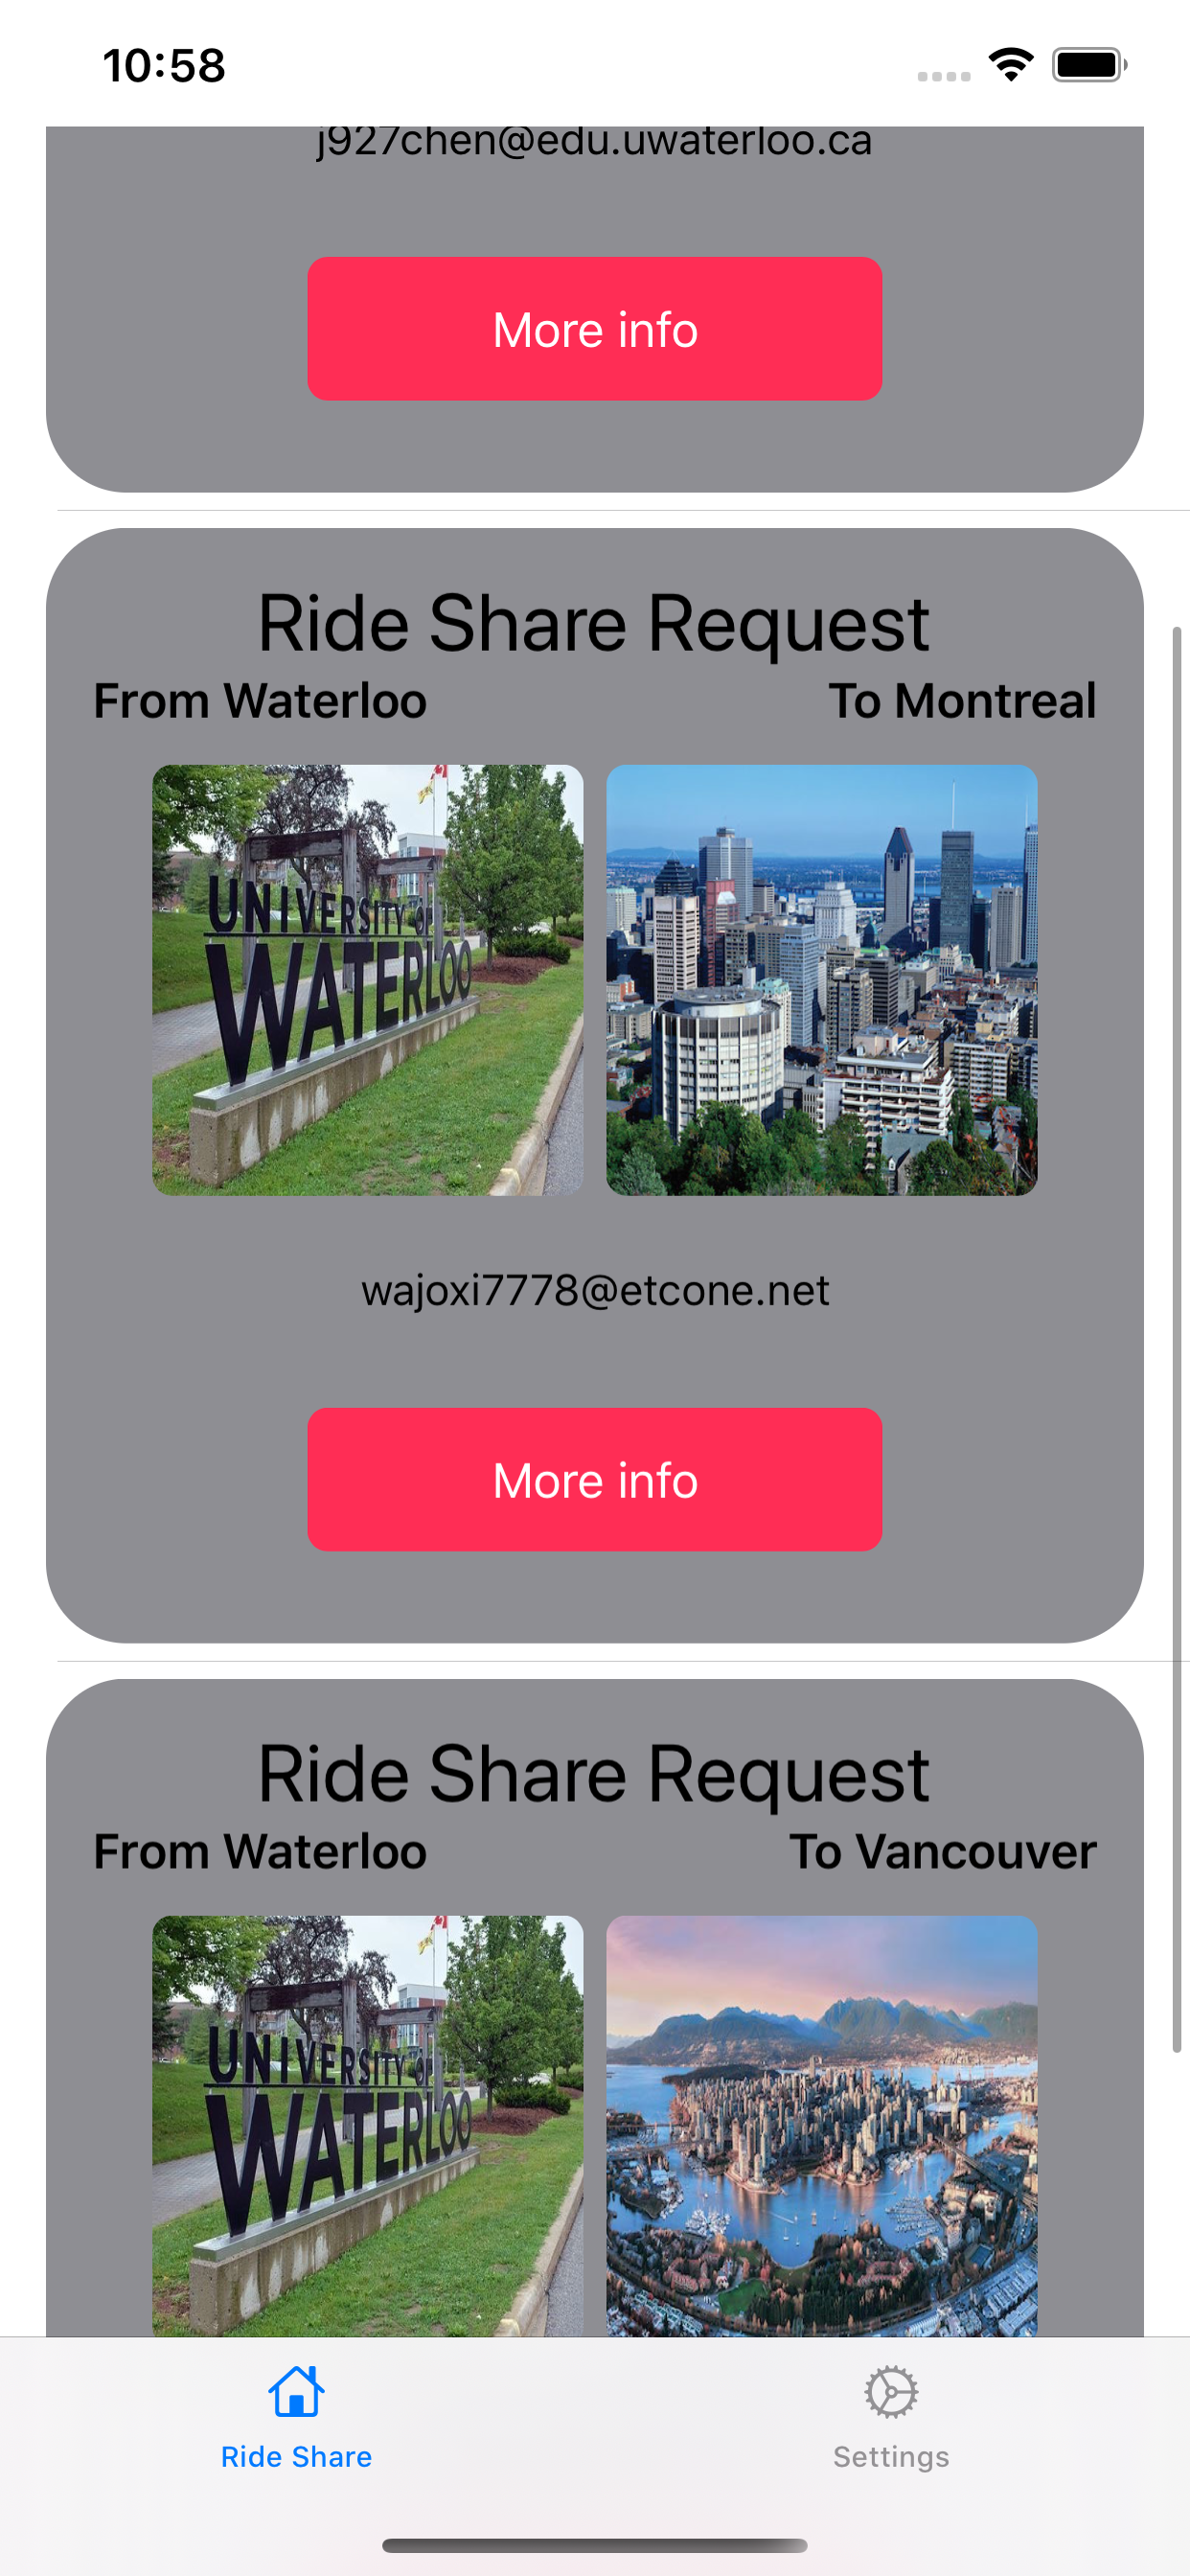 10:58
j927chen@edu.uwaterloo.ca
More info
Ride Share Request
From Waterloo To Montreal
UNIVERSITY OF
WATERLOO
wajoxi7778@etcone.net
More info
Ride Share Request
From Waterloo To Vancouver
UNIVERSITY OF
WATERLOO
Ride Share Settings